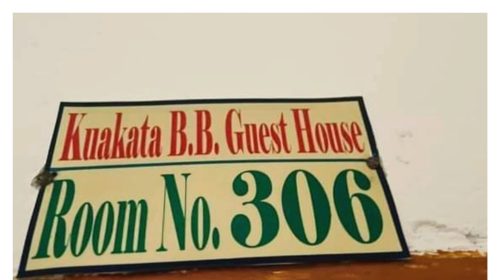 Kuakata B.B. Guest House
Room No. 306